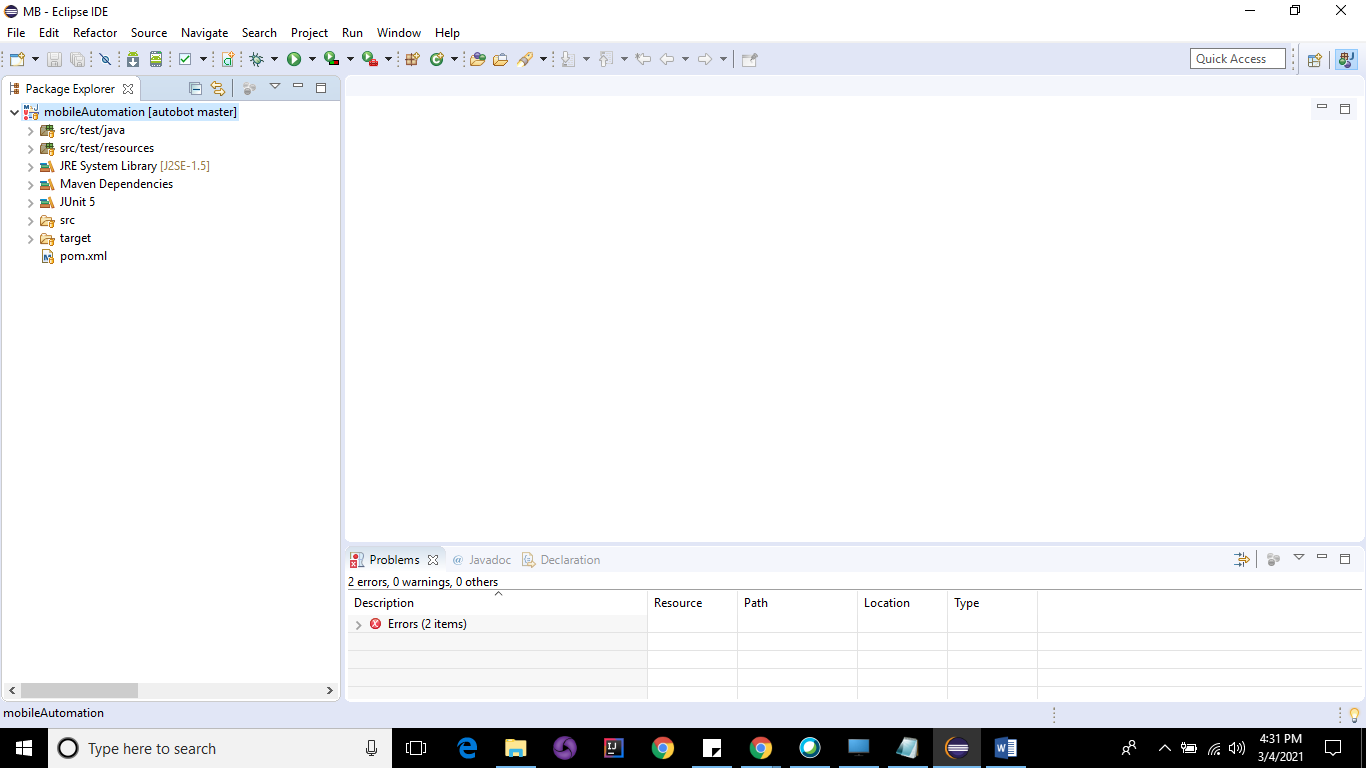 MB - Eclipse IDE
File Edit Refactor Source Navigate Search Project Run Window Help
Quick Access
Package Explorer
mobileAutomation [autobot master]
src/test/java
src/test/resources
JRE System Library [J2SE-1.5]
Maven Dependencies
JUnit 5
src
target
pom.xml
Problems @ Javadoc Declaration
2 errors, 0 warnings, 0 others
Description Resource Path Location Type
Errors (2 items)
mobileAutomation
Type here to search
4:31 PM
3/4/2021